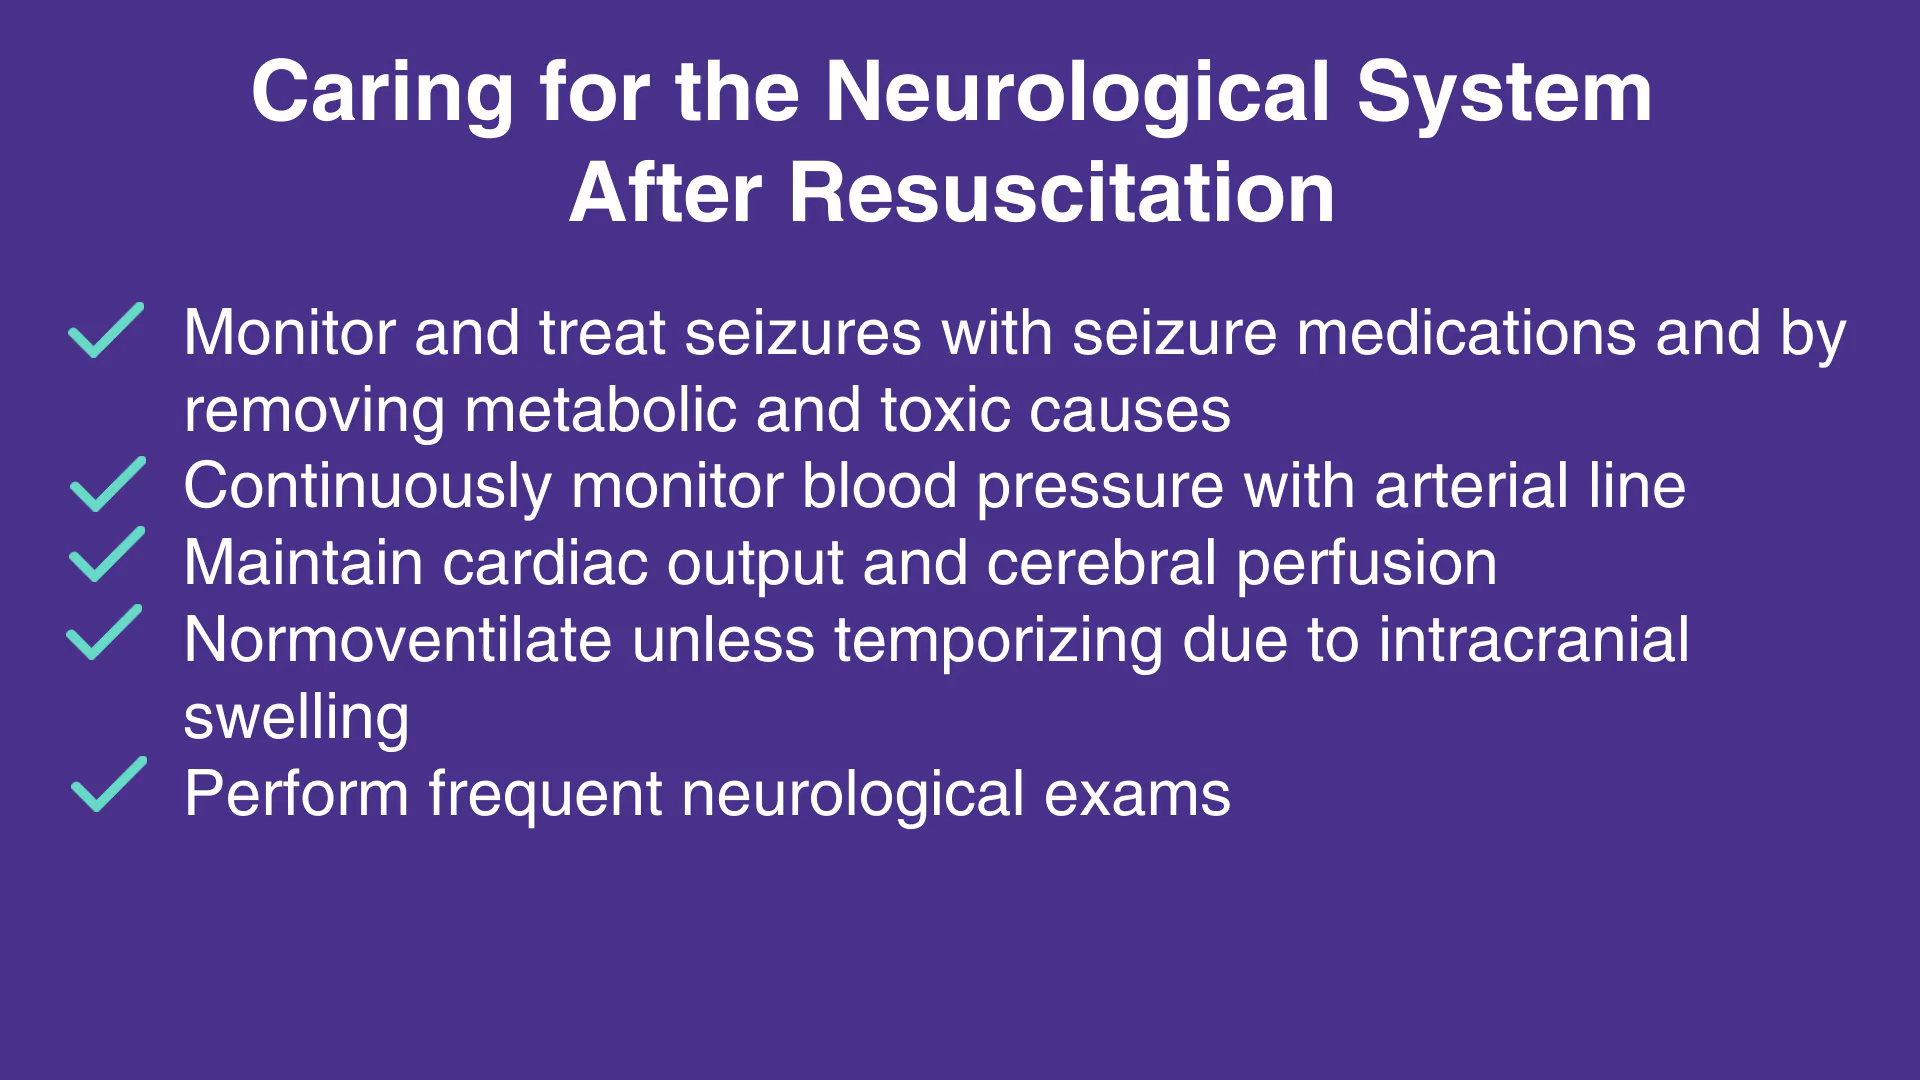 Caring for the Neurological System
After Resuscitation
Monitor and treat seizures with seizure medications and by
removing metabolic and toxic causes
Continuously monitor blood pressure with arterial line
Maintain cardiac output and cerebral perfusion
Normoventilate unless temporizing due to intracranial
swelling
Perform frequent neurological exams